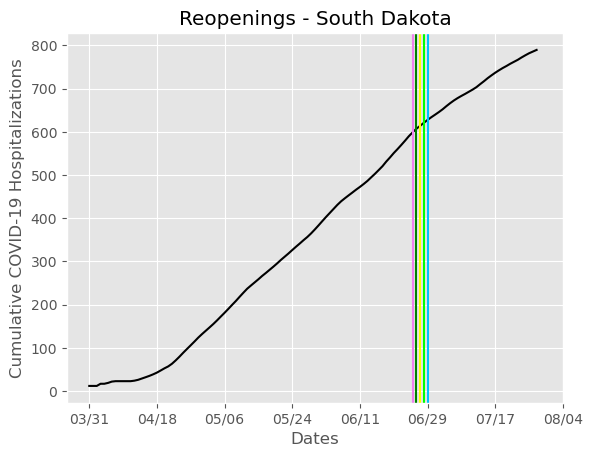 Reopenings - South Dakota
Cumulative COVID-19 Hospitalizations
800
700
600
500
400
300
200
100
0
03/31 04/18 05/06 05/24 06/11 06/29 07/17 08/04
Dates